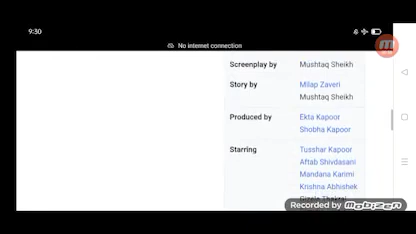 9:30
No internet connection
Screenplay by Mushtaq Sheikh
Story by Milap Zaveri
Mushtaq Sheikh
Produced by Ekta Kapoor
Shobha Kapoor
Starring Tusshar Kapoor
Aftab Shivdasani
Mandana Karimi
Krishna Abhishek
Recorded by MOBIZEN